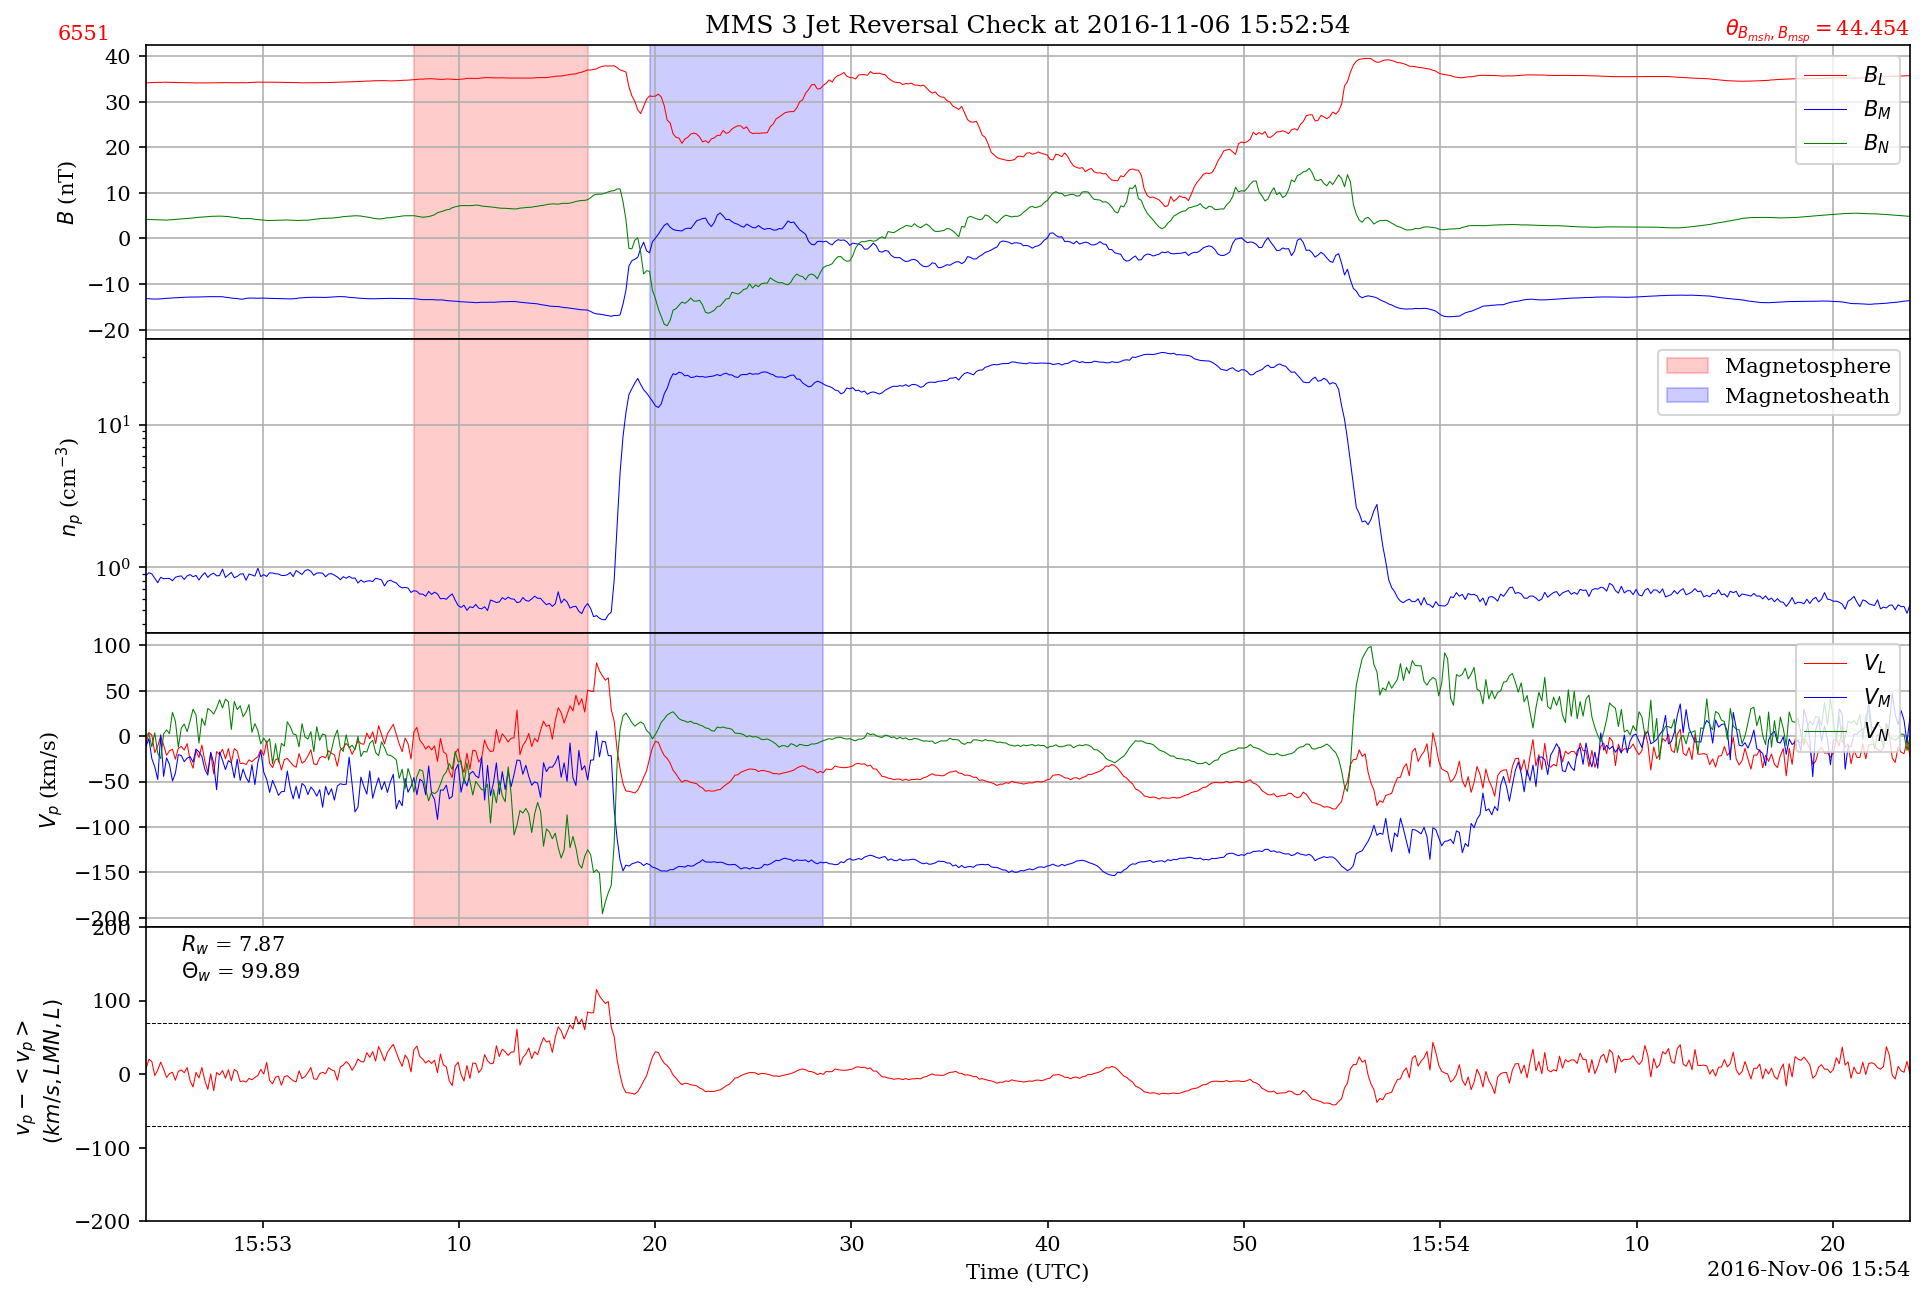 MMS 3 Jet Reversal Check at 2016-11-06 15:52:54
6551
θ_{B_{msh}, B_{msp}} = 44.454
40
30
20
10
0
−10
−20
B (nT)
B_L
B_M
B_N
10^1
10^0
n_p (cm^{−3})
Magnetosphere
Magnetosheath
100
50
0
−50
−100
−150
−200
V_p (km/s)
V_L
V_M
V_N
200
100
0
−100
−200
v_p − <v_p>
(km/s, LMN, L)
R_w = 7.87
Θ_w = 99.89
15:53 10 20 30 40 50 15:54 10 20
Time (UTC)
2016-Nov-06 15:54